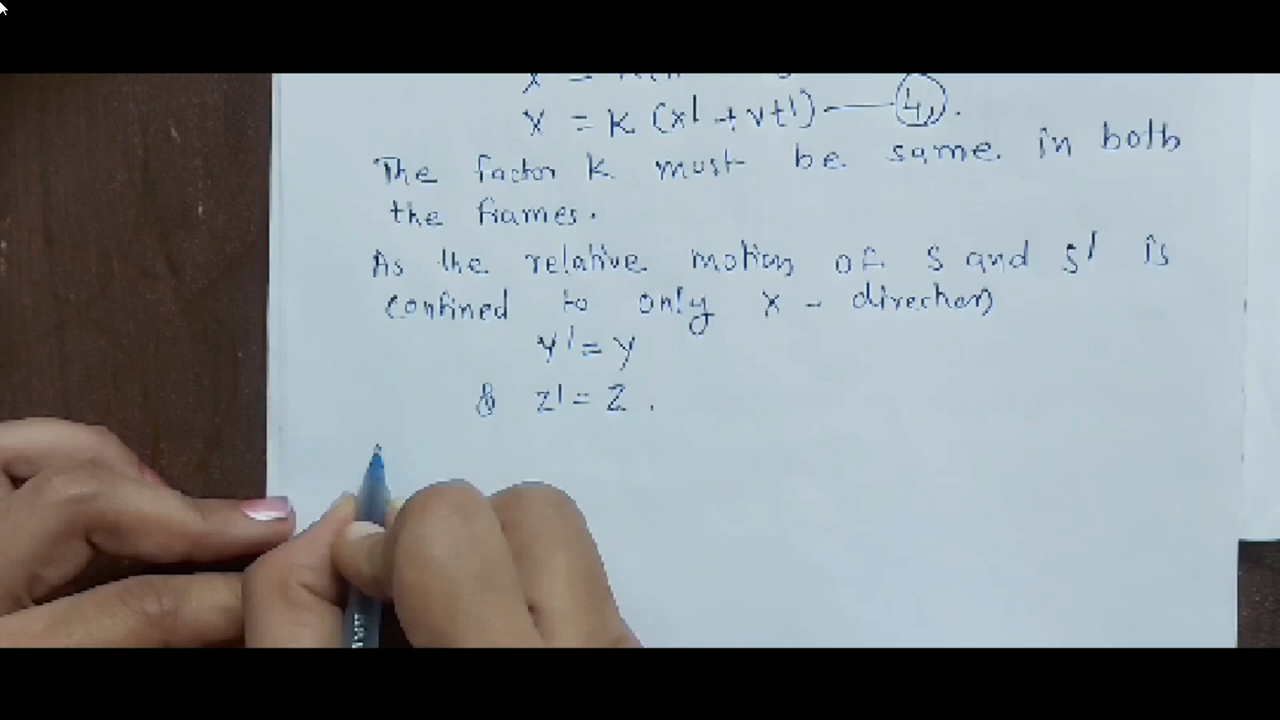 x = k (x' + vt') — 4.
The factor k must be same in both
the frames.
As the relative motion of S and S' is
confined to only x - direction
y' = y
& z' = z.